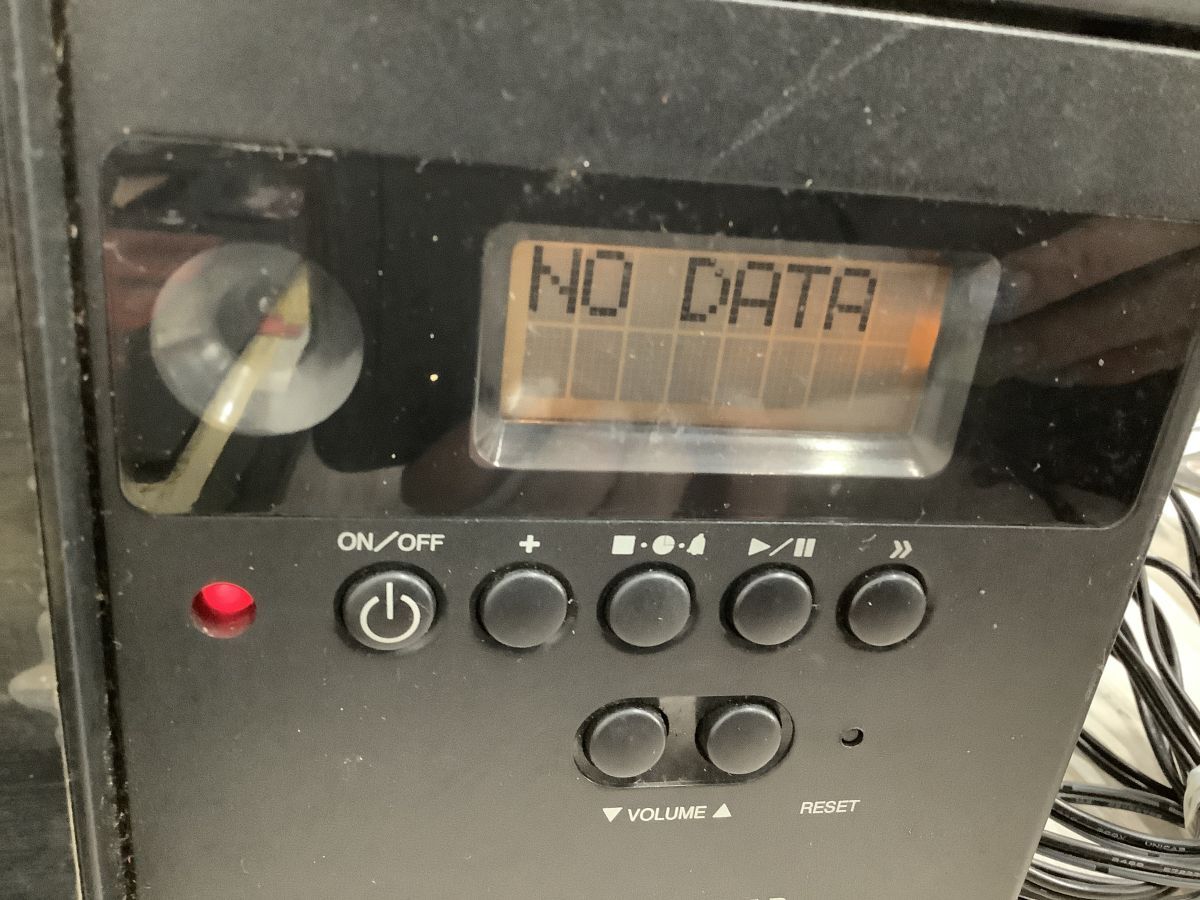 NO DATA
ON/OFF
▼ VOLUME ▲
RESET